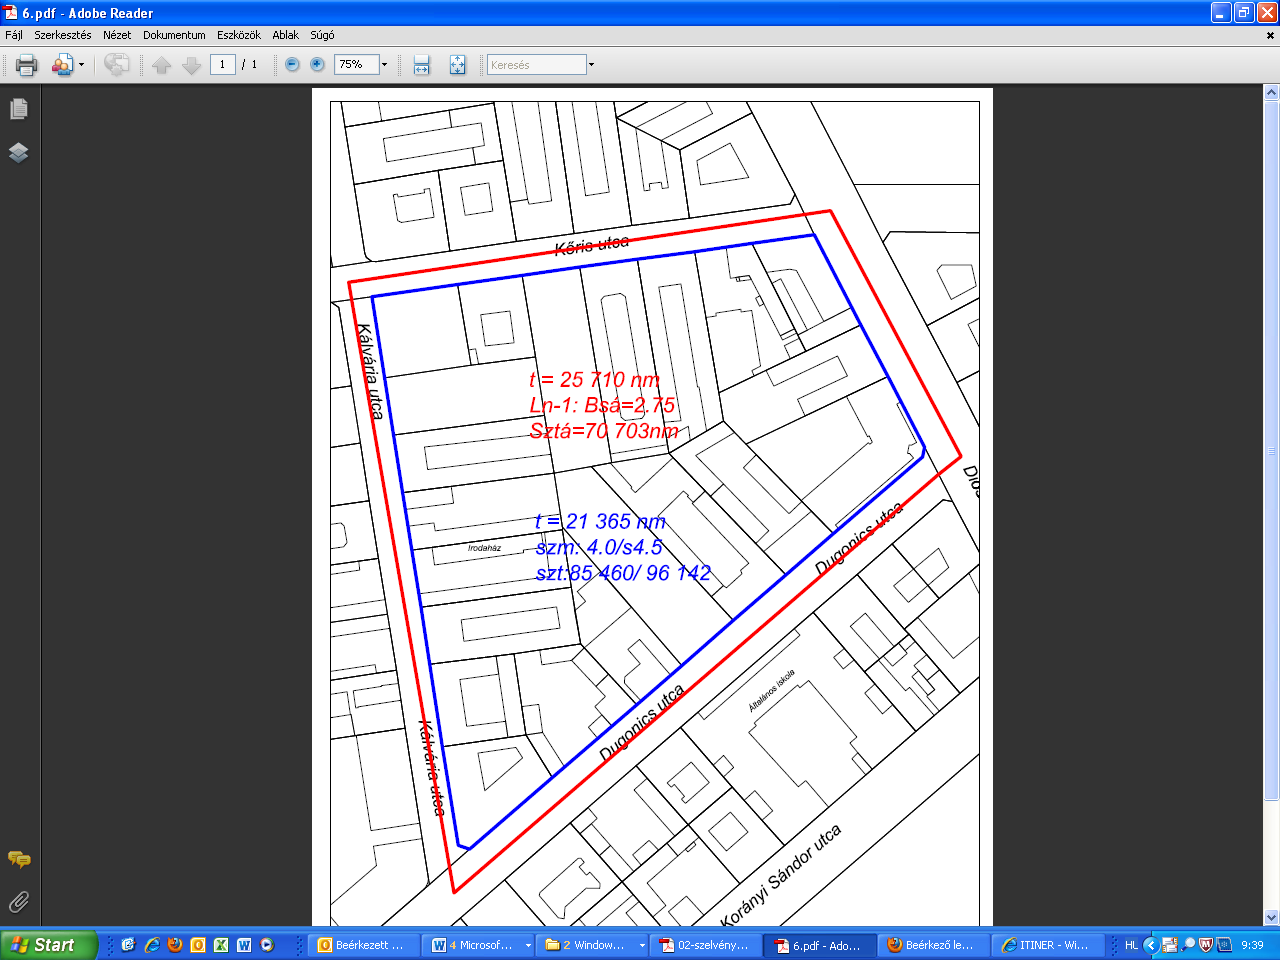 6.pdf - Adobe Reader
Fájl Szerkesztés Nézet Dokumentum Eszközök Ablak Súgó
1 / 1 75% Keresés
Kőris utca
Kálvária utca
t = 25 710 nm
Ln-1: Bsá=2.75
Sztá=70 703nm
t = 21 365 nm
szm: 4.0/s4.5
szt:85 460/ 96 142
Irodaház
Dugonics utca
Dugonics utca
Általános iskola
Kálvária utca
Korányi Sándor utca
Start
Beérkezett ...
4 Microsof...
2 Window...
02-szelvény...
6.pdf - Ado...
Beérkező le...
ITINER - Wi...
HL
9:39